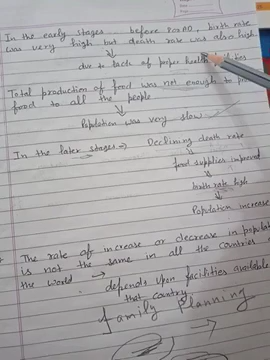 In the early stages.. before 1800 AD, birth rate
was very high but death rate was also high.
due to lack of proper health facilities
Total production of food was not enough to
food to all the people
Population was very slow
In the later stages → Declining death rate
food supplies improved
birth rate high
Population increase
The rate of increase or decrease in populat
is not the same in all the countries
the world →
depends upon facilities available
that country
Family Planning